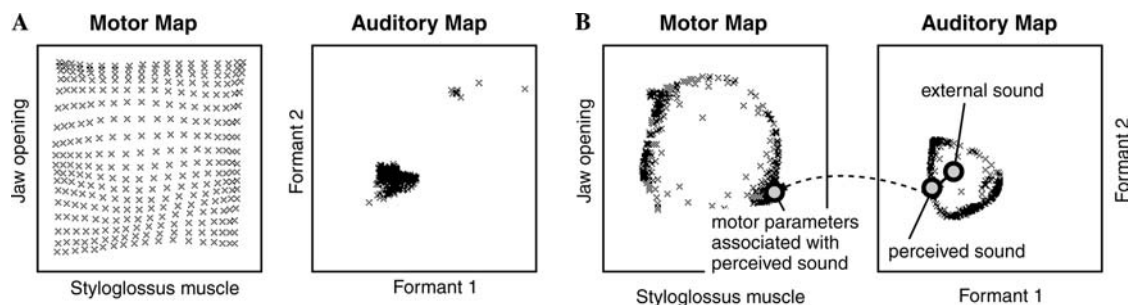 A
Motor Map
Jaw opening
Styloglossus muscle
Auditory Map
Formant 2
Formant 1
B
Motor Map
Jaw opening
motor parameters
associated with
perceived sound
Styloglossus muscle
Auditory Map
external sound
perceived sound
Formant 1
Formant 2